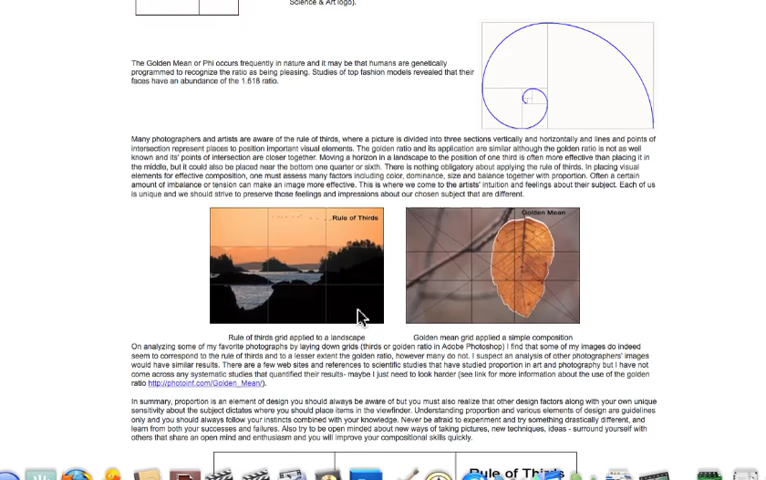 Science & Art logo).
The Golden Mean or Phi occurs frequently in nature and it may be that humans are genetically
programmed to recognize the ratio as being pleasing. Studies of top fashion models revealed that their
faces have an abundance of the 1.618 ratio.
Many photographers and artists are aware of the rule of thirds, where a picture is divided into three sections vertically and horizontally and lines and points of
intersection represent places to position important visual elements. The golden ratio and its application are similar although the golden ratio is not as well
known and its' points of intersection are closer together. Moving a horizon in a landscape to the position of one third is often more effective than placing it in
the middle, but it could also be placed near the bottom one quarter or sixth. There is nothing obligatory about applying the rule of thirds. In placing visual
elements for effective composition, one must assess many factors including color, dominance, size and balance together with proportion. Often a certain
amount of imbalance or tension can make an image more effective. This is where we come to the artists' intuition and feelings about their subject. Each of us
is unique and we should strive to preserve those feelings and impressions about our chosen subject that are different.
Rule of Thirds
Golden Mean
Rule of thirds grid applied to a landscape
Golden mean grid applied a simple composition
On analyzing some of my favorite photographs by laying down grids (thirds or golden ratio in Adobe Photoshop) I find that some of my images do indeed
seem to correspond to the rule of thirds and to a lesser extent the golden ratio, however many do not. I suspect an analysis of other photographers' images
would have similar results. There are a few web sites and references to scientific studies that have studied proportion in art and photography but I have not
come across any systematic studies that quantified their results- maybe I just need to look harder (see link for more information about the use of the golden
ratio http://photoinf.com/Golden_Mean/).
In summary, proportion is an element of design you should always be aware of but you must also realize that other design factors along with your own unique
sensitivity about the subject dictates where you should place items in the viewfinder. Understanding proportion and various elements of design are guidelines
only and you should always follow your instincts combined with your knowledge. Never be afraid to experiment and try something drastically different, and
learn from both your successes and failures. Also try to be open minded about new ways of taking pictures, new techniques, ideas - surround yourself with
others that share an open mind and enthusiasm and you will improve your compositional skills quickly.
Rule of Thirds